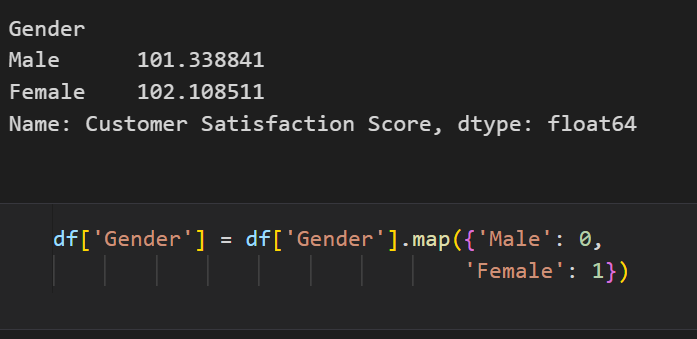 Gender
Male      101.338841
Female    102.108511
Name: Customer Satisfaction Score, dtype: float64
df['Gender'] = df['Gender'].map({'Male': 0,
'Female': 1})